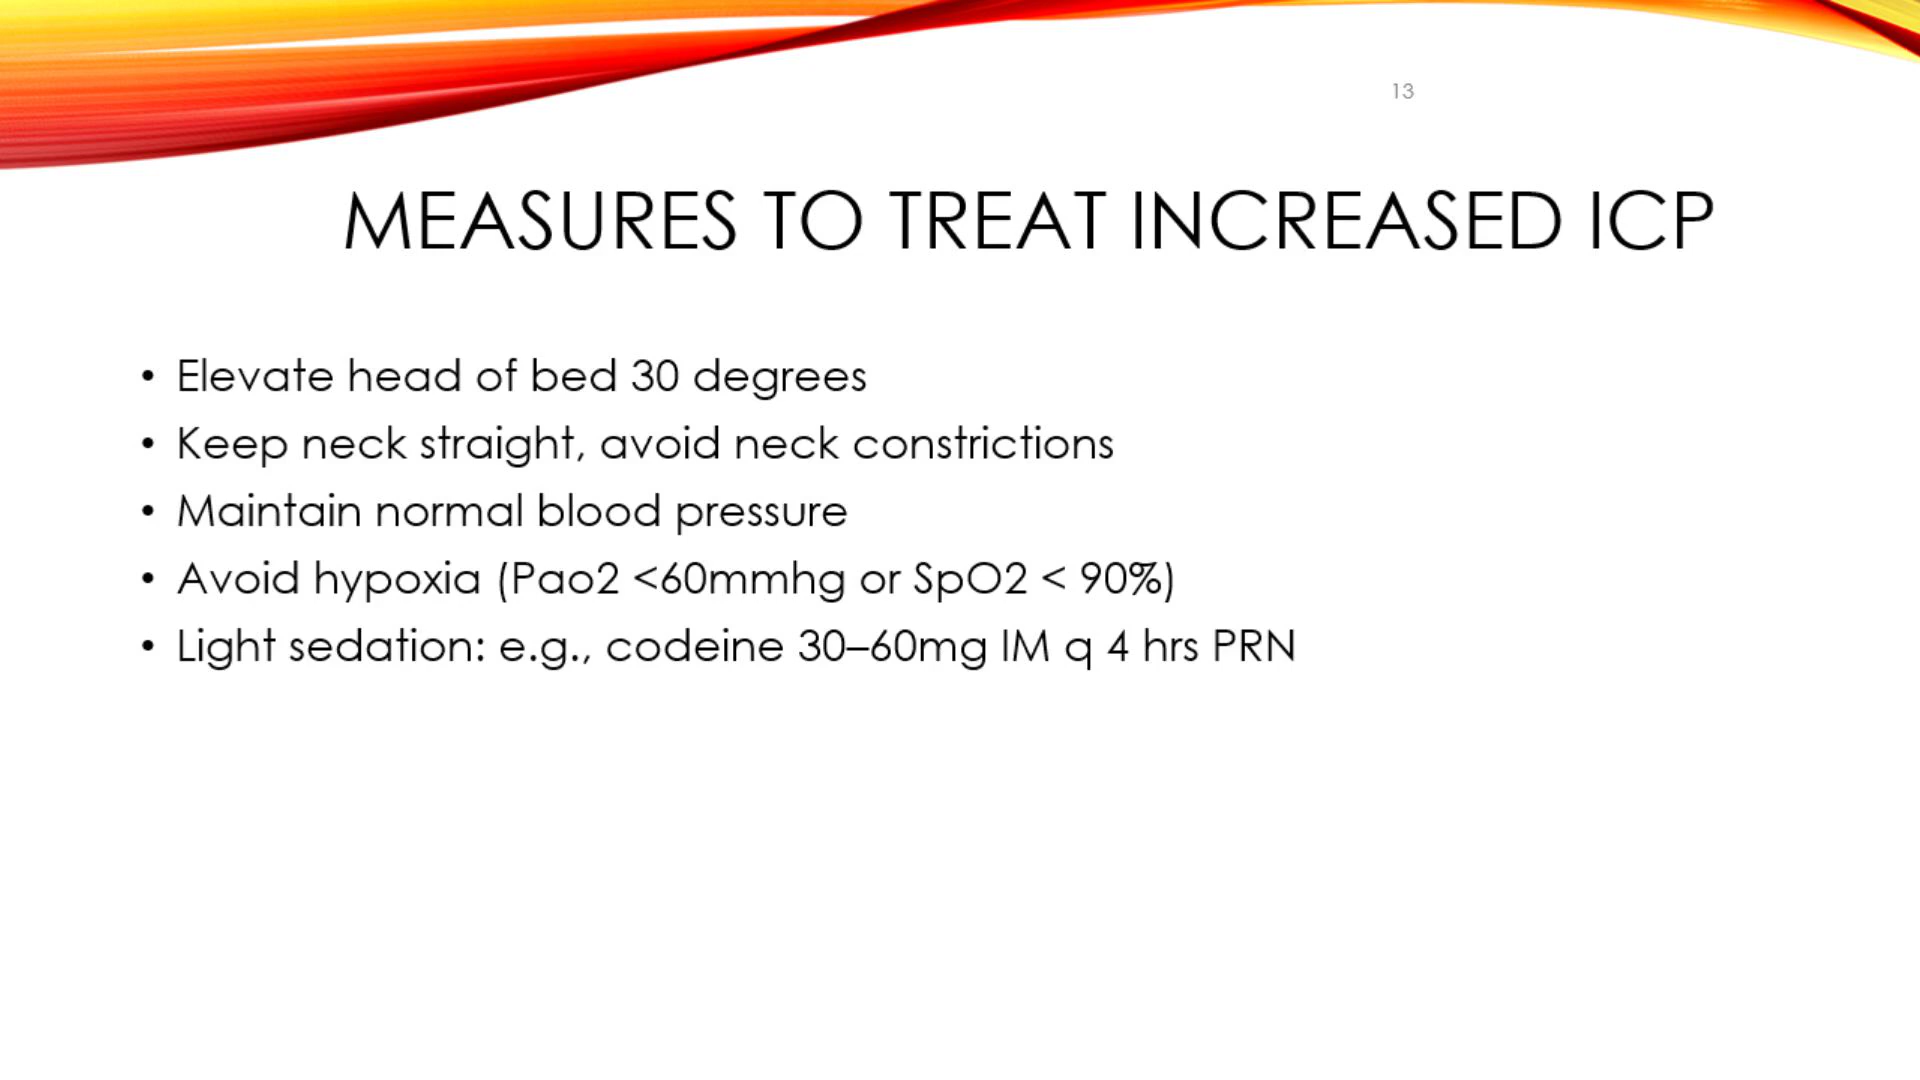 13
MEASURES TO TREAT INCREASED ICP
• Elevate head of bed 30 degrees
• Keep neck straight, avoid neck constrictions
• Maintain normal blood pressure
• Avoid hypoxia (Pao2 <60mmhg or SpO2 < 90%)
• Light sedation: e.g., codeine 30–60mg IM q 4 hrs PRN